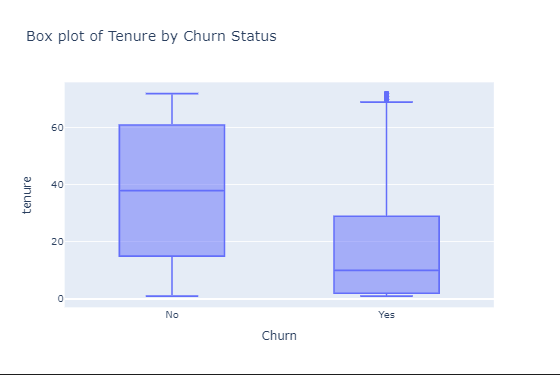 Box plot of Tenure by Churn Status
60
40
20
0
tenure
No
Yes
Churn